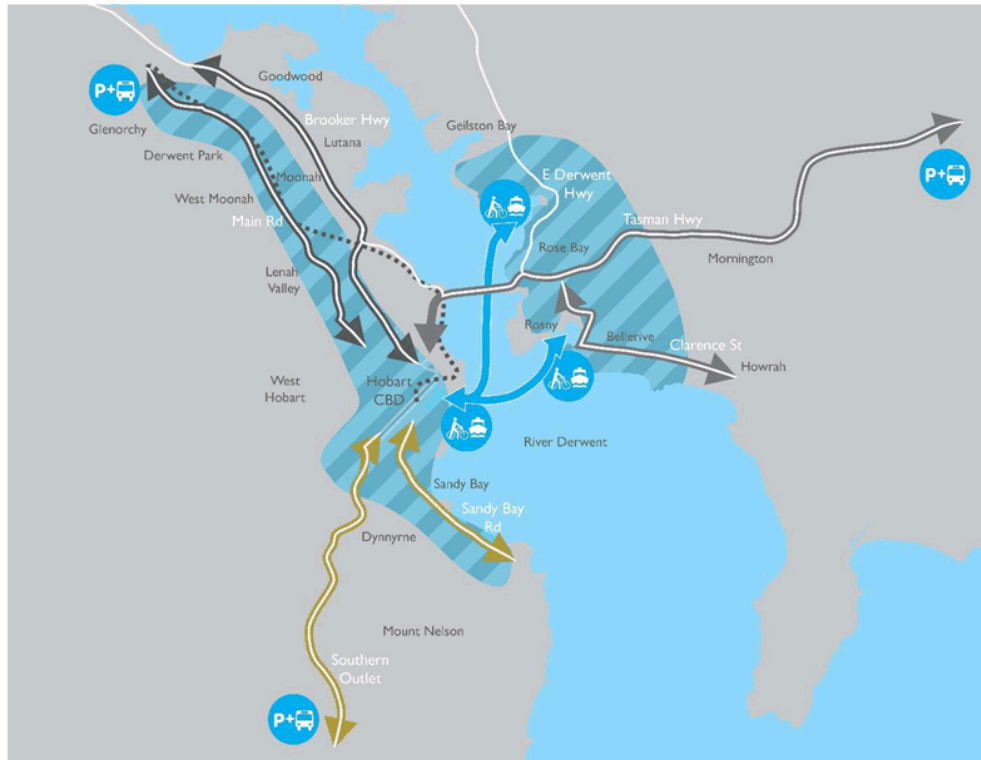 Goodwood
P+
Glenorchy
Brooker Hwy
Lutana
Geilston Bay
Derwent Park
Moonah
E Derwent
Hwy
P+
West Moonah
Main Rd
Tasman Hwy
Rose Bay
Mornington
Lenah
Valley
Rosny
Bellerive
Clarence St
Howrah
West
Hobart
Hobart
CBD
River Derwent
Sandy Bay
Sandy Bay
Rd
Dynnyrne
Mount Nelson
Southern
Outlet
P+